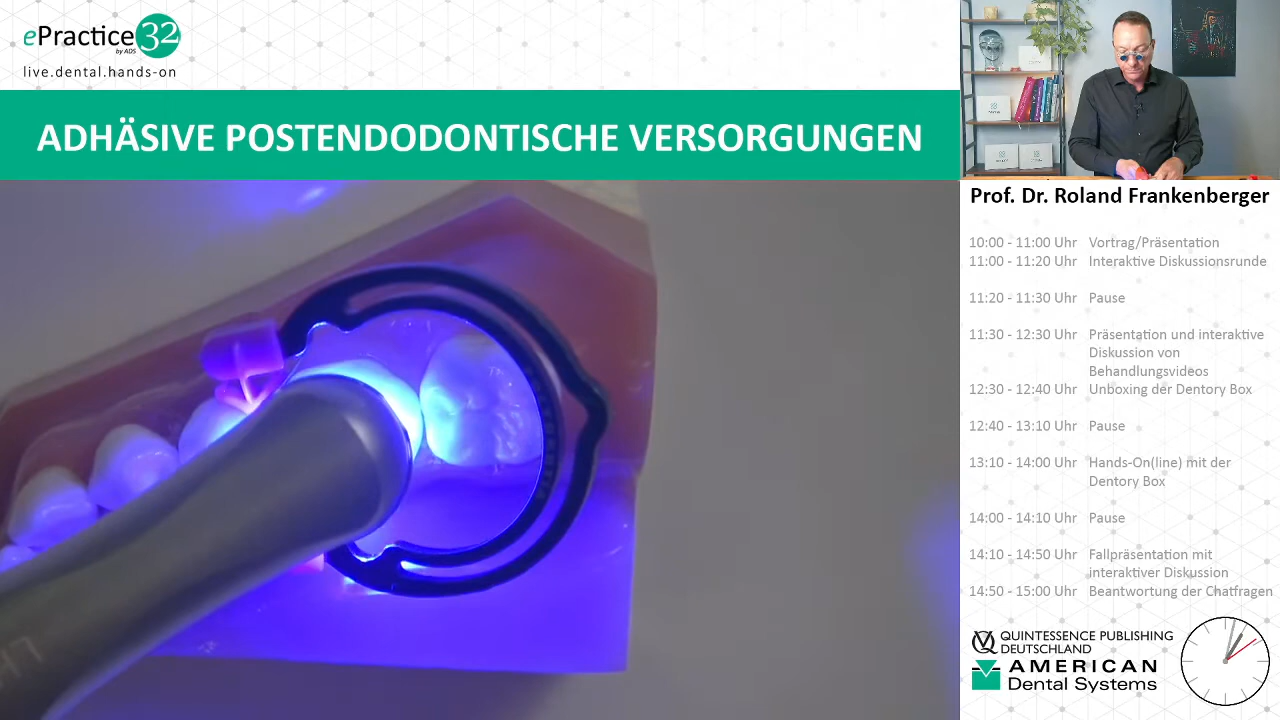 ePractice32
by ADS
live.dental.hands-on
ADHÄSIVE POSTENDODONTISCHE VERSORGUNGEN
Prof. Dr. Roland Frankenberger
10:00 - 11:00 Uhr Vortrag/Präsentation
11:00 - 11:20 Uhr Interaktive Diskussionsrunde
11:20 - 11:30 Uhr Pause
11:30 - 12:30 Uhr Präsentation und interaktive
Diskussion von
Behandlungsvideos
12:30 - 12:40 Uhr Unboxing der Dentory Box
12:40 - 13:10 Uhr Pause
13:10 - 14:00 Uhr Hands-On(line) mit der
Dentory Box
14:00 - 14:10 Uhr Pause
14:10 - 14:50 Uhr Fallpräsentation mit
interaktiver Diskussion
14:50 - 15:00 Uhr Beantwortung der Chatfragen
QUINTESSENCE PUBLISHING
DEUTSCHLAND
AMERICAN
Dental Systems